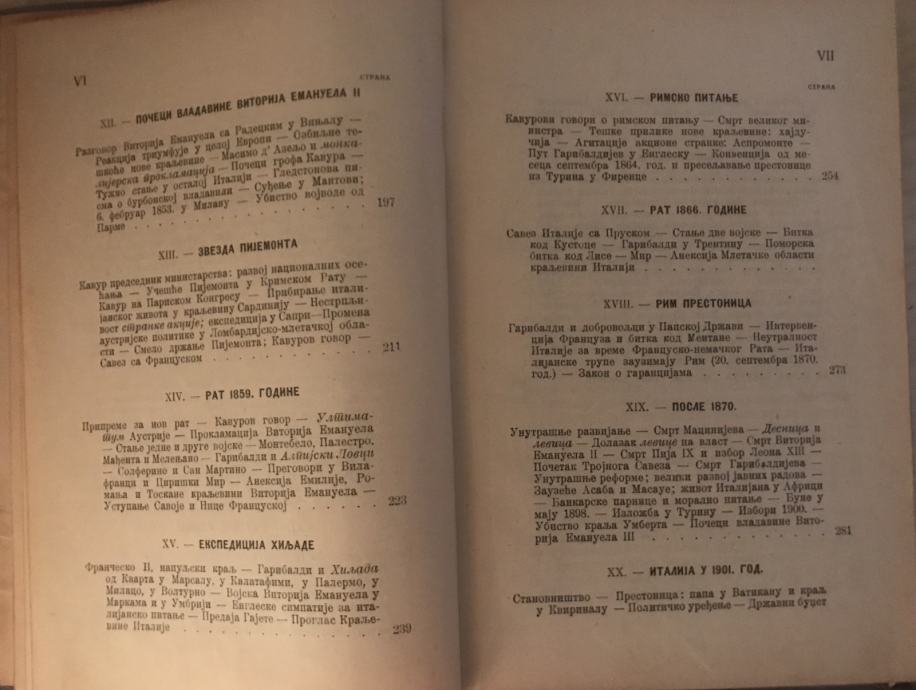 VI
СТРАНА
XII. — ПОЧЕЦИ ВЛАДАВИНЕ ВИТОРИЈА ЕМАНУЕЛА II
Разговор Виторија Емануела са Радецким у Вињалу —
Реакција триумфује у целој Европи — Озбиљне те-
шкоће нове краљевине — Масимо д' Азељо и монка-
лијерска прокламација — Почеци грофа Кавура —
Тужно стање у осталој Италији — Гледстонова пи-
сма о бурбонској владавини — Суђење у Мантови;
6. фебруар 1853. у Милану — Убиство војводе од
Парме . . . . . . . . . . . . . . . . 197
XIII. — ЗВЕЗДА ПИЈЕМОНТА
Кавур председник министарства: развој националних осе-
ћања — Учешће Пијемонта у Кримском Рату —
Кавур на Париском Конгресу — Прибирање итали-
јанског живота у краљевину Сардинију — Нестрпљи-
вост странке акције; експедиција у Сапри — Промена
аустријске политике у Ломбардијско-млетачкој обла-
сти — Смело држање Пијемонта; Кавуров говор —
Савез са Француском . . . . . . . . . . 211
XIV. — РАТ 1859. ГОДИНЕ
Припреме за нов рат — Кавуров говор — Ултима-
тум Аустрије — Прокламација Виторија Емануела
— Стање једне и друге војске — Монтебело, Палестро,
Мађента и Мелењано — Гарибалди и Алпијски Ловци
— Солферино и Сан Мартино — Преговори у Вила-
франци и Циришки Мир — Анексија Емилије, Ро-
мања и Тоскане краљевини Виторија Емануела —
Уступање Савоје и Нице Француској . . . . . . 223
XV. — ЕКСПЕДИЦИЈА ХИЉАДЕ
Франческо II, напуљски краљ — Гарибалди и Хиљада
од Кварта у Марсалу, у Калатафими, у Палермо, у
Милацо, у Волтурно — Војска Виторија Емануела у
Маркама и у Умбрији — Енглеске симпатије за ита-
лијанско питање — Предаја Гајете — Проглас Краље-
вине Италије . . . . . . . . . . . . . 239
VII
СТРАНА
XVI. — РИМСКО ПИТАЊЕ
Кавурови говори о римском питању — Смрт великог ми-
нистра — Тешке прилике нове краљевине: хајду-
чија — Агитације акционе странке: Аспромонте —
Пут Гарибалдијев у Енглеску — Конвенција од ме-
сеца септембра 1864. год. и пресељавање престонице
из Турина у Фиренце . . . . . . . . . . 254
XVII. — РАТ 1866. ГОДИНЕ
Савез Италије са Пруском — Стање две војске — Битка
код Кустоце — Гарибалди у Трентину — Поморска
битка код Лисе — Мир — Анексија Млетачке области
краљевини Италији . . . . . . . . . . .
XVIII. — РИМ ПРЕСТОНИЦА
Гарибалди и добровољци у Папској Држави — Интервен-
ција Француза и битка код Ментане — Неутралност
Италије за време Француско-немачког Рата — Ита-
лијанске трупе заузимају Рим (20. септембра 1870.
год.) — Закон о гаранцијама . . . . . . . . 273
XIX. — ПОСЛЕ 1870.
Унутрашње развијање — Смрт Мацинијева — Десница и
левица — Долазак левице на власт — Смрт Виторија
Емануела II — Смрт Пија IX и избор Леона XIII —
Почетак Тројнога Савеза — Смрт Гарибалдијева —
Унутрашње реформе; велики развој јавних радова —
Заузеће Асаба и Масауе; живот Италијана у Африци
— Банкарске парнице и морално питање — Буне у
мају 1898. — Изложба у Турину — Избори 1900. —
Убиство краља Умберта — Почеци владавине Вито-
рија Емануела III . . . . . . . . . . . 281
XX. — ИТАЛИЈА У 1901. ГОД.
Становништво — Престоница: папа у Ватикану и краљ
у Квириналу — Политичко уређење — Државни буџет